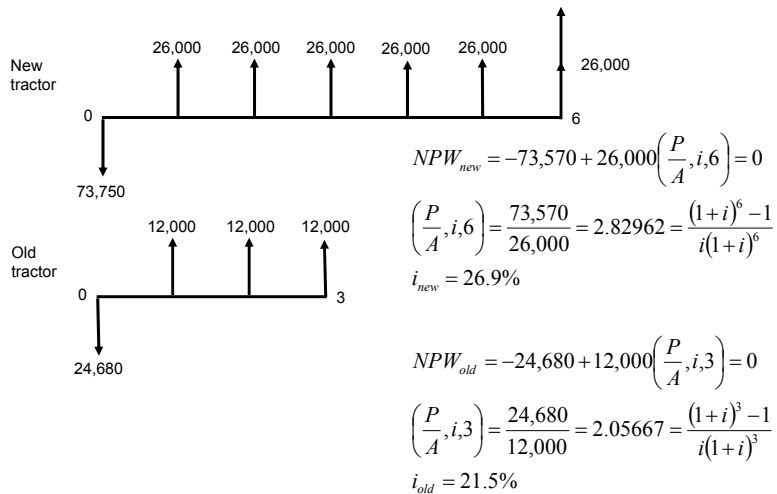 26,000 26,000 26,000 26,000 26,000
New
tractor
26,000
0
6
73,750
NPW_new = −73,570 + 26,000(P/A, i,6) = 0
(P/A, i,6) = 73,570/26,000 = 2.82962 = ((1+i)^6 −1)/(i(1+i)^6)
i_new = 26.9%
12,000 12,000 12,000
Old
tractor
0
3
24,680
NPW_old = −24,680 + 12,000(P/A, i,3) = 0
(P/A, i,3) = 24,680/12,000 = 2.05667 = ((1+i)^3 −1)/(i(1+i)^3)
i_old = 21.5%